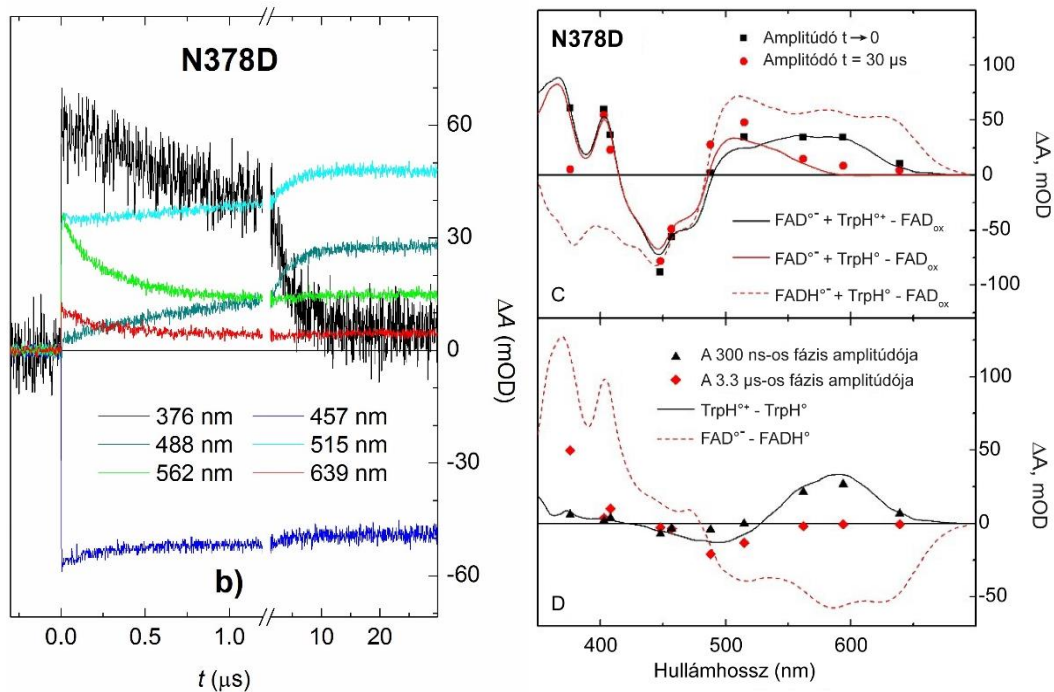 N378D
60
30
0
-30
-60
ΔA (mOD)
376 nm
457 nm
488 nm
515 nm
562 nm
639 nm
b)
0.0
0.5
1.0
10
20
t (µs)
N378D
■ Amplitúdó t→0
● Amplitódó t = 30 µs
100
50
0
-50
-100
ΔA, mOD
FAD°⁻ + TrpH°⁺ - FADox
FAD°⁻ + TrpH° - FADox
FADH°⁻ + TrpH° - FADox
C
▲ A 300 ns-os fázis amplitúdója
◆ A 3.3 µs-os fázis amplitúdója
TrpH°⁺ - TrpH°
FAD°⁻ - FADH°
100
50
0
-50
ΔA, mOD
D
400
450
500
550
600
650
Hullámhossz (nm)